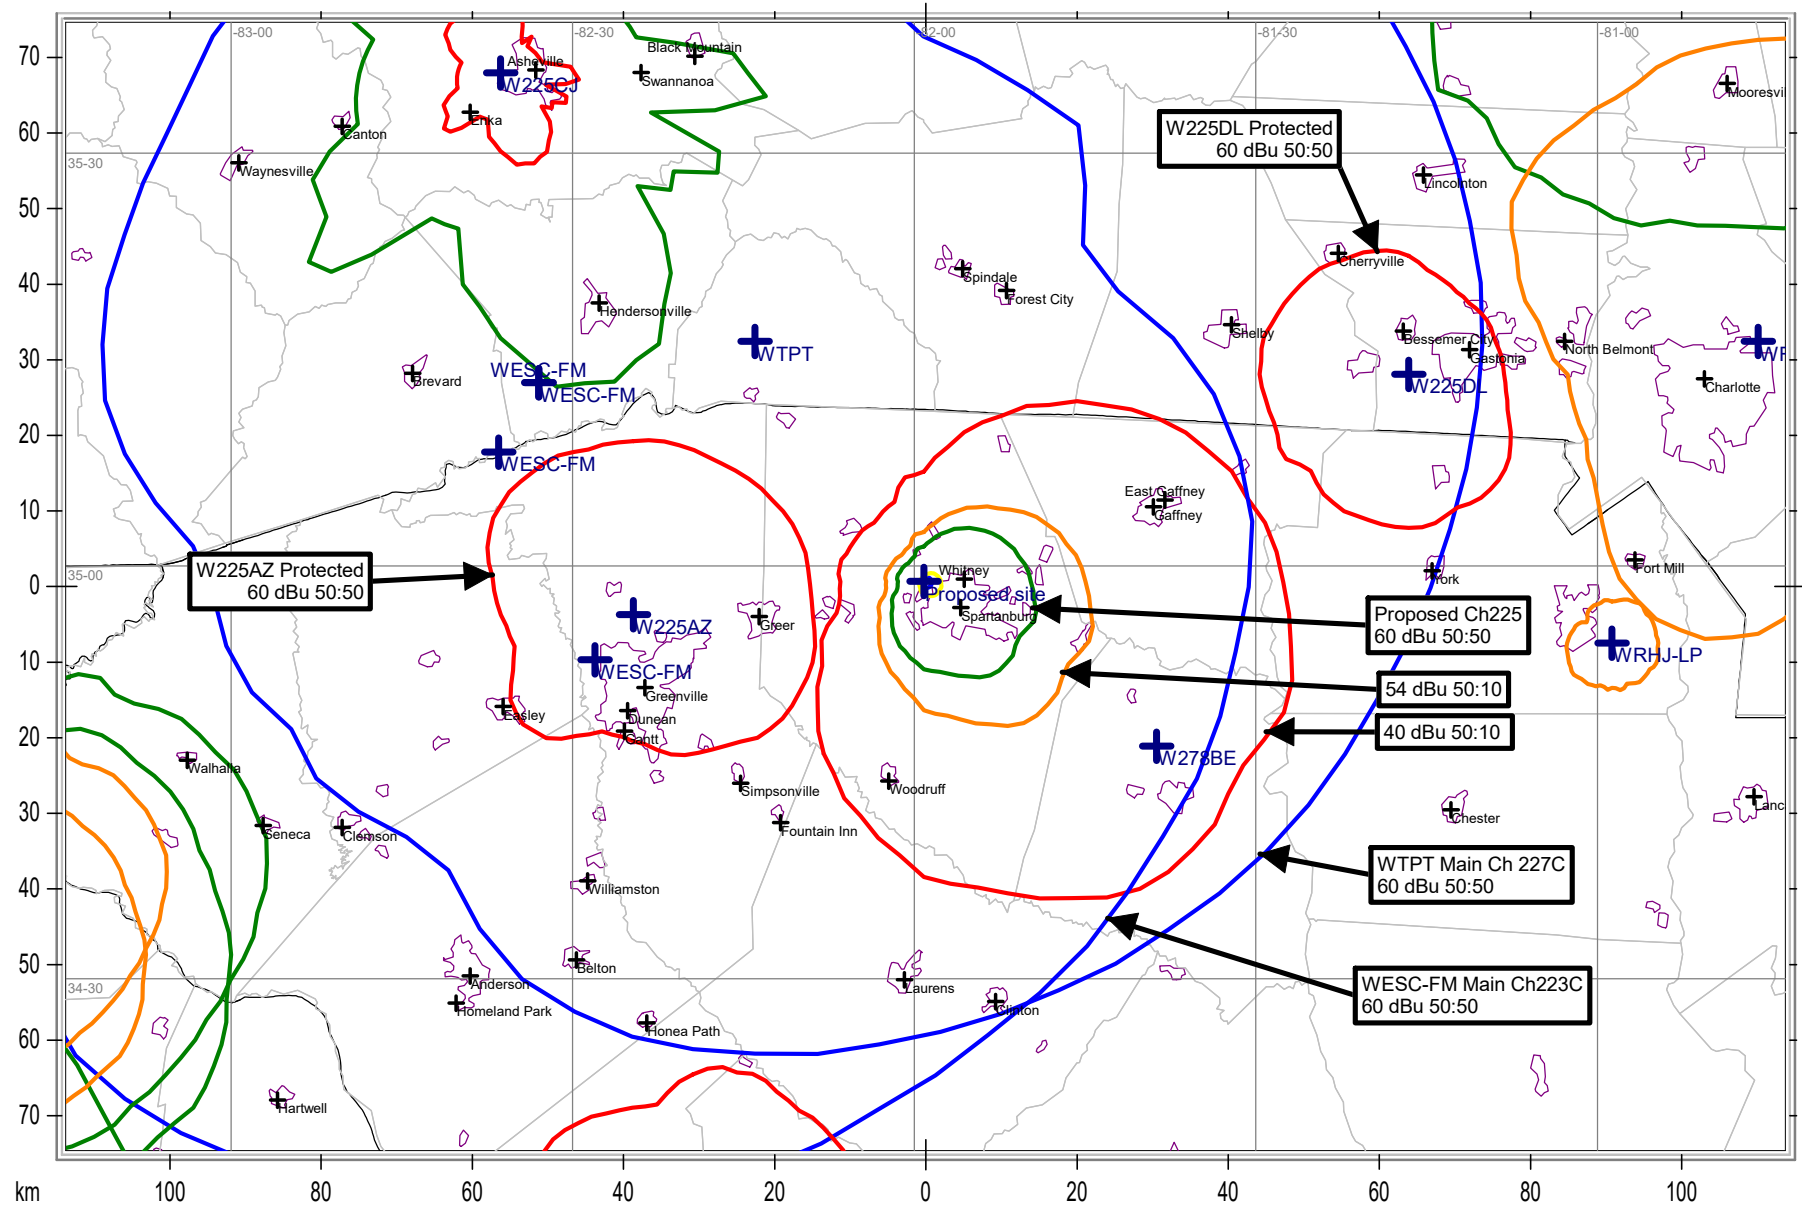 -83-00
-82-30
-82-00
-81-30
-81-00
70
60
50
40
30
20
10
0
10
20
30
40
50
60
70
35-30
35-00
34-30
Black Mountain
Asheville
W225CJ
Swannanoa
Enka
Canton
Waynesville
Mooresvil
W225DL Protected
60 dBu 50:50
Lincolnton
Cherryville
Spindale
Forest City
Hendersonville
Shelby
Bessemer City
Gastonia
North Belmont
WTPT
WESC-FM
WESC-FM
Brevard
W225DL
Charlotte
WESC-FM
East Gaffney
Gaffney
W225AZ Protected
60 dBu 50:50
Whitney
Proposed site
Spartanburg
York
Fort Mill
Proposed Ch225
60 dBu 50:50
W225AZ
Greer
WESC-FM
WRHJ-LP
Greenville
54 dBu 50:10
Easley
Dunean
Gantt
40 dBu 50:10
W278BE
Walhalla
Simpsonville
Woodruff
Lanc
Seneca
Clemson
Fountain Inn
Chester
WTPT Main Ch 227C
60 dBu 50:50
Williamston
Belton
Anderson
Homeland Park
Laurens
WESC-FM Main Ch223C
60 dBu 50:50
Clinton
Honea Path
Hartwell
km
100
80
60
40
20
0
20
40
60
80
100